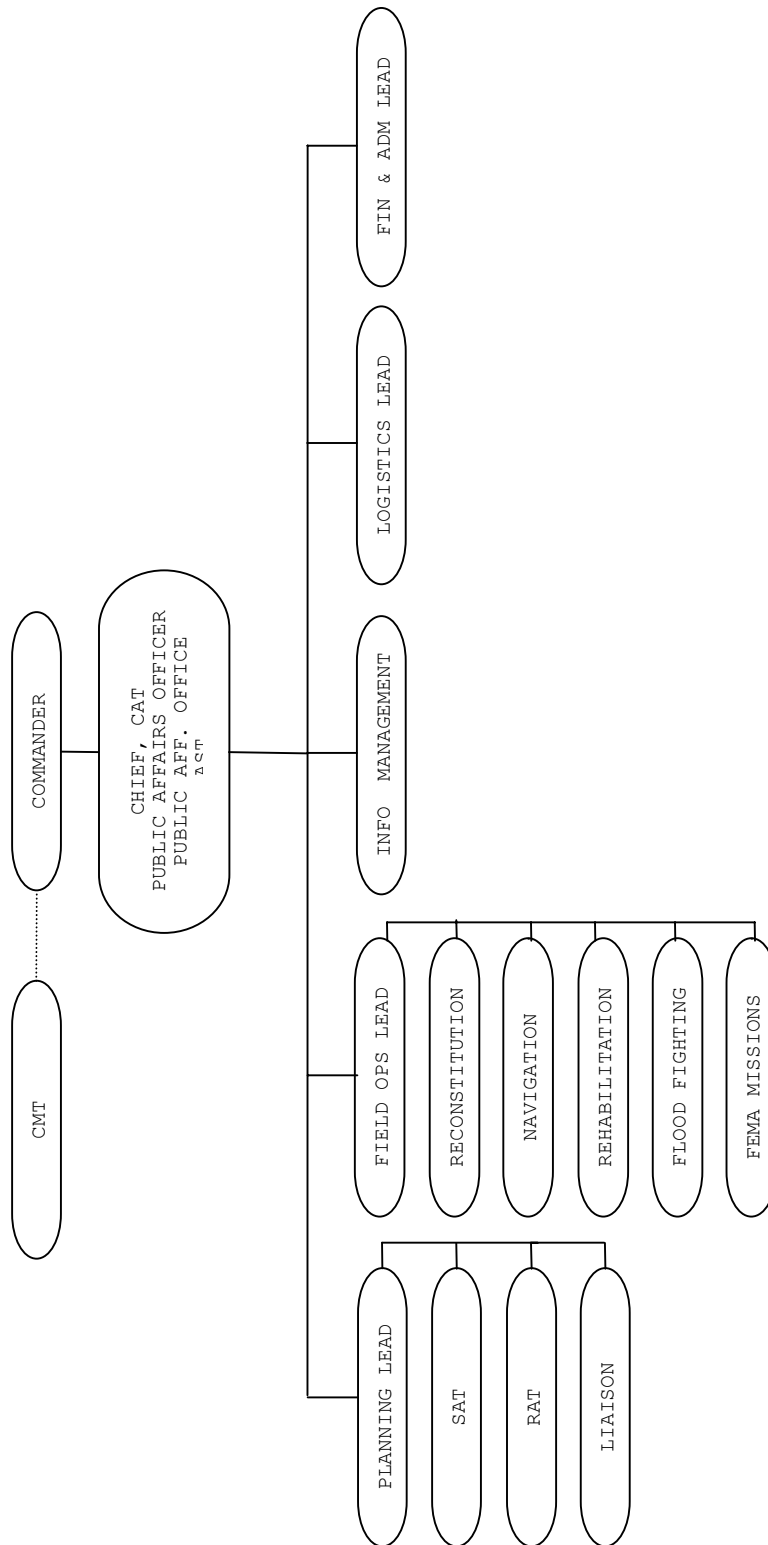 CMT
COMMANDER
CHIEF, CAT
PUBLIC AFFAIRS OFFICER
PUBLIC AFF. OFFICE
PLANNING LEAD
SAT
RAT
LIAISON
FIELD OPS LEAD
RECONSTITUTION
NAVIGATION
REHABILITATION
FLOOD FIGHTING
FEMA MISSIONS
INFO MANAGEMENT
LOGISTICS LEAD
FIN & ADM LEAD